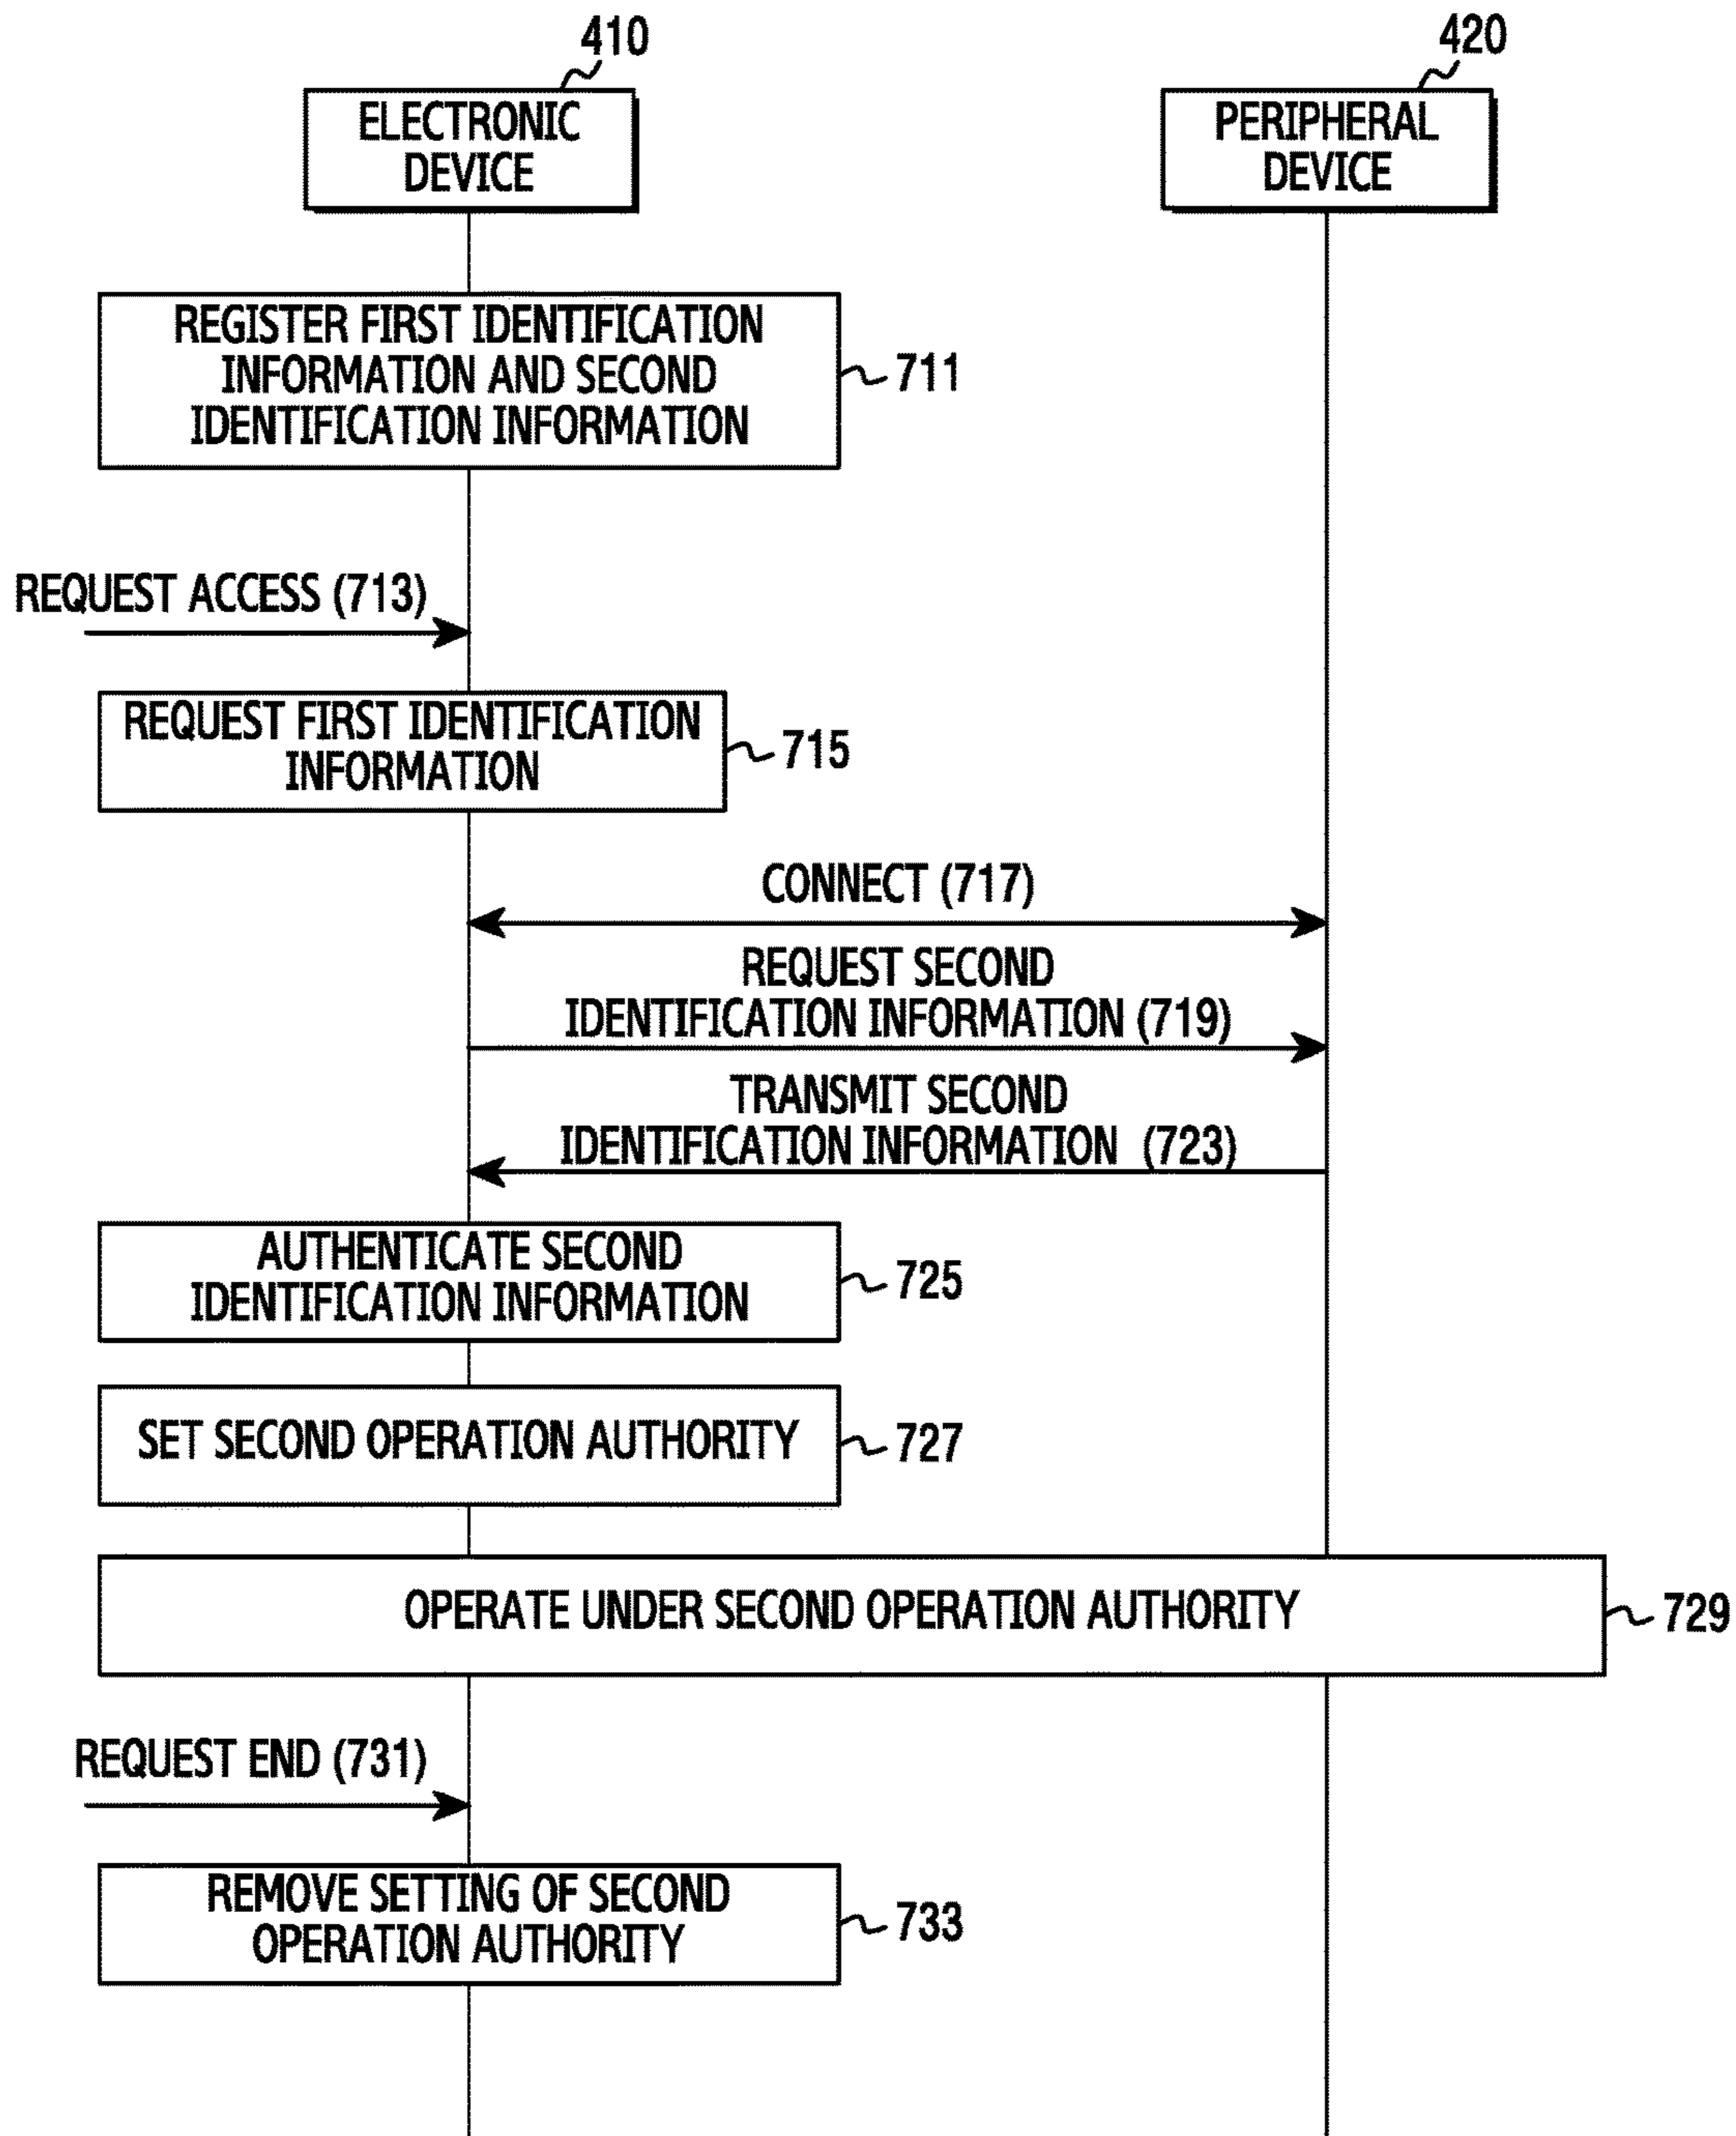 410
420
ELECTRONIC
DEVICE
PERIPHERAL
DEVICE
REGISTER FIRST IDENTIFICATION
INFORMATION AND SECOND
IDENTIFICATION INFORMATION
711
REQUEST ACCESS (713)
REQUEST FIRST IDENTIFICATION
INFORMATION
715
CONNECT (717)
REQUEST SECOND
IDENTIFICATION INFORMATION (719)
TRANSMIT SECOND
IDENTIFICATION INFORMATION (723)
AUTHENTICATE SECOND
IDENTIFICATION INFORMATION
725
SET SECOND OPERATION AUTHORITY
727
OPERATE UNDER SECOND OPERATION AUTHORITY
729
REQUEST END (731)
REMOVE SETTING OF SECOND
OPERATION AUTHORITY
733